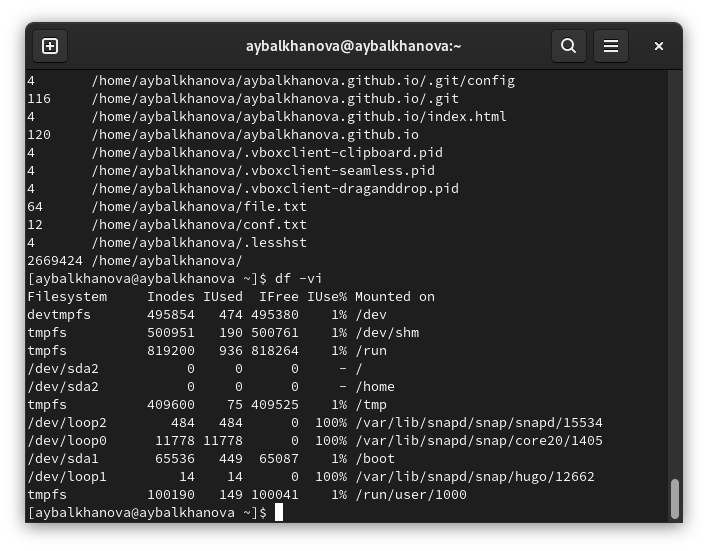 aybalkhanova@aybalkhanova:~
4       /home/aybalkhanova/aybalkhanova.github.io/.git/config
116     /home/aybalkhanova/aybalkhanova.github.io/.git
4       /home/aybalkhanova/aybalkhanova.github.io/index.html
120     /home/aybalkhanova/aybalkhanova.github.io
4       /home/aybalkhanova/.vboxclient-clipboard.pid
4       /home/aybalkhanova/.vboxclient-seamless.pid
4       /home/aybalkhanova/.vboxclient-draganddrop.pid
64      /home/aybalkhanova/file.txt
12      /home/aybalkhanova/conf.txt
4       /home/aybalkhanova/.lesshst
2669424 /home/aybalkhanova/
[aybalkhanova@aybalkhanova ~]$ df -vi
Filesystem     Inodes IUsed  IFree IUse% Mounted on
devtmpfs       495854   474 495380    1% /dev
tmpfs          500951   190 500761    1% /dev/shm
tmpfs          819200   936 818264    1% /run
/dev/sda2           0     0      0     - /
/dev/sda2           0     0      0     - /home
tmpfs          409600    75 409525    1% /tmp
/dev/loop2        484   484      0  100% /var/lib/snapd/snap/snapd/15534
/dev/loop0      11778 11778      0  100% /var/lib/snapd/snap/core20/1405
/dev/sda1       65536   449  65087    1% /boot
/dev/loop1         14    14      0  100% /var/lib/snapd/snap/hugo/12662
tmpfs          100190   149 100041    1% /run/user/1000
[aybalkhanova@aybalkhanova ~]$